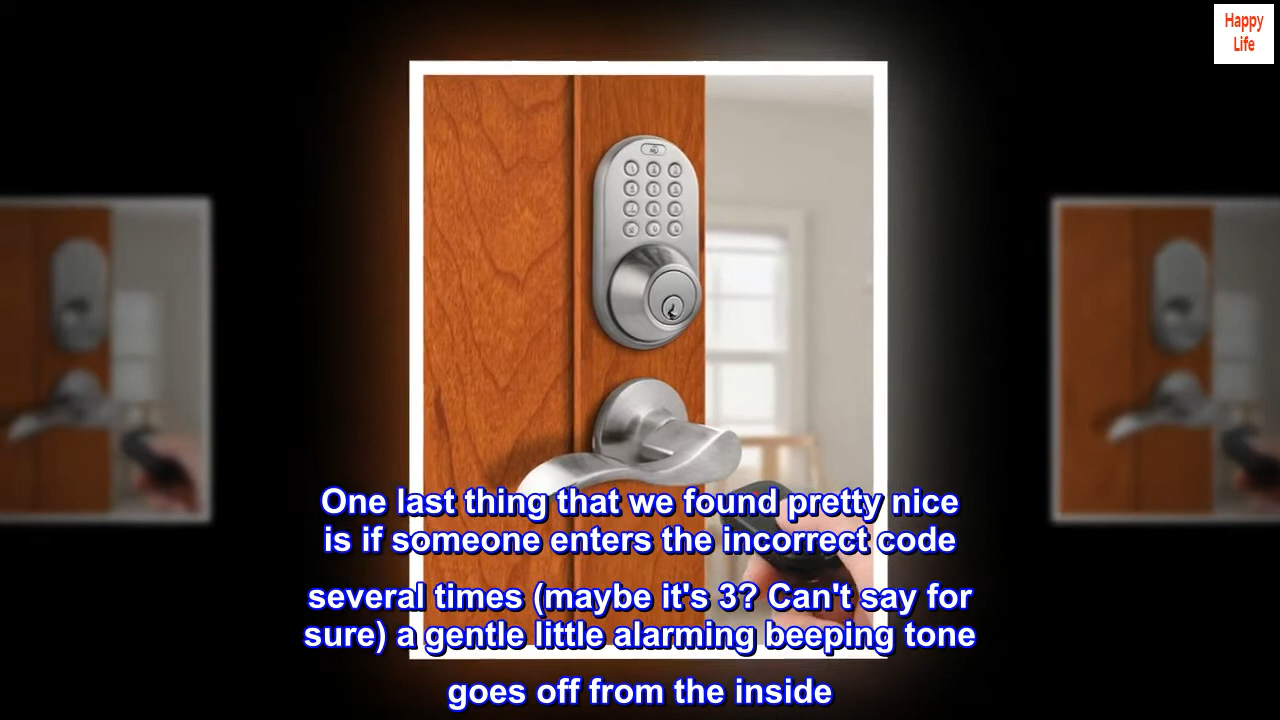 Happy
Life
One last thing that we found pretty nice
is if someone enters the incorrect code
several times (maybe it's 3? Can't say for
sure) a gentle little alarming beeping tone
goes off from the inside